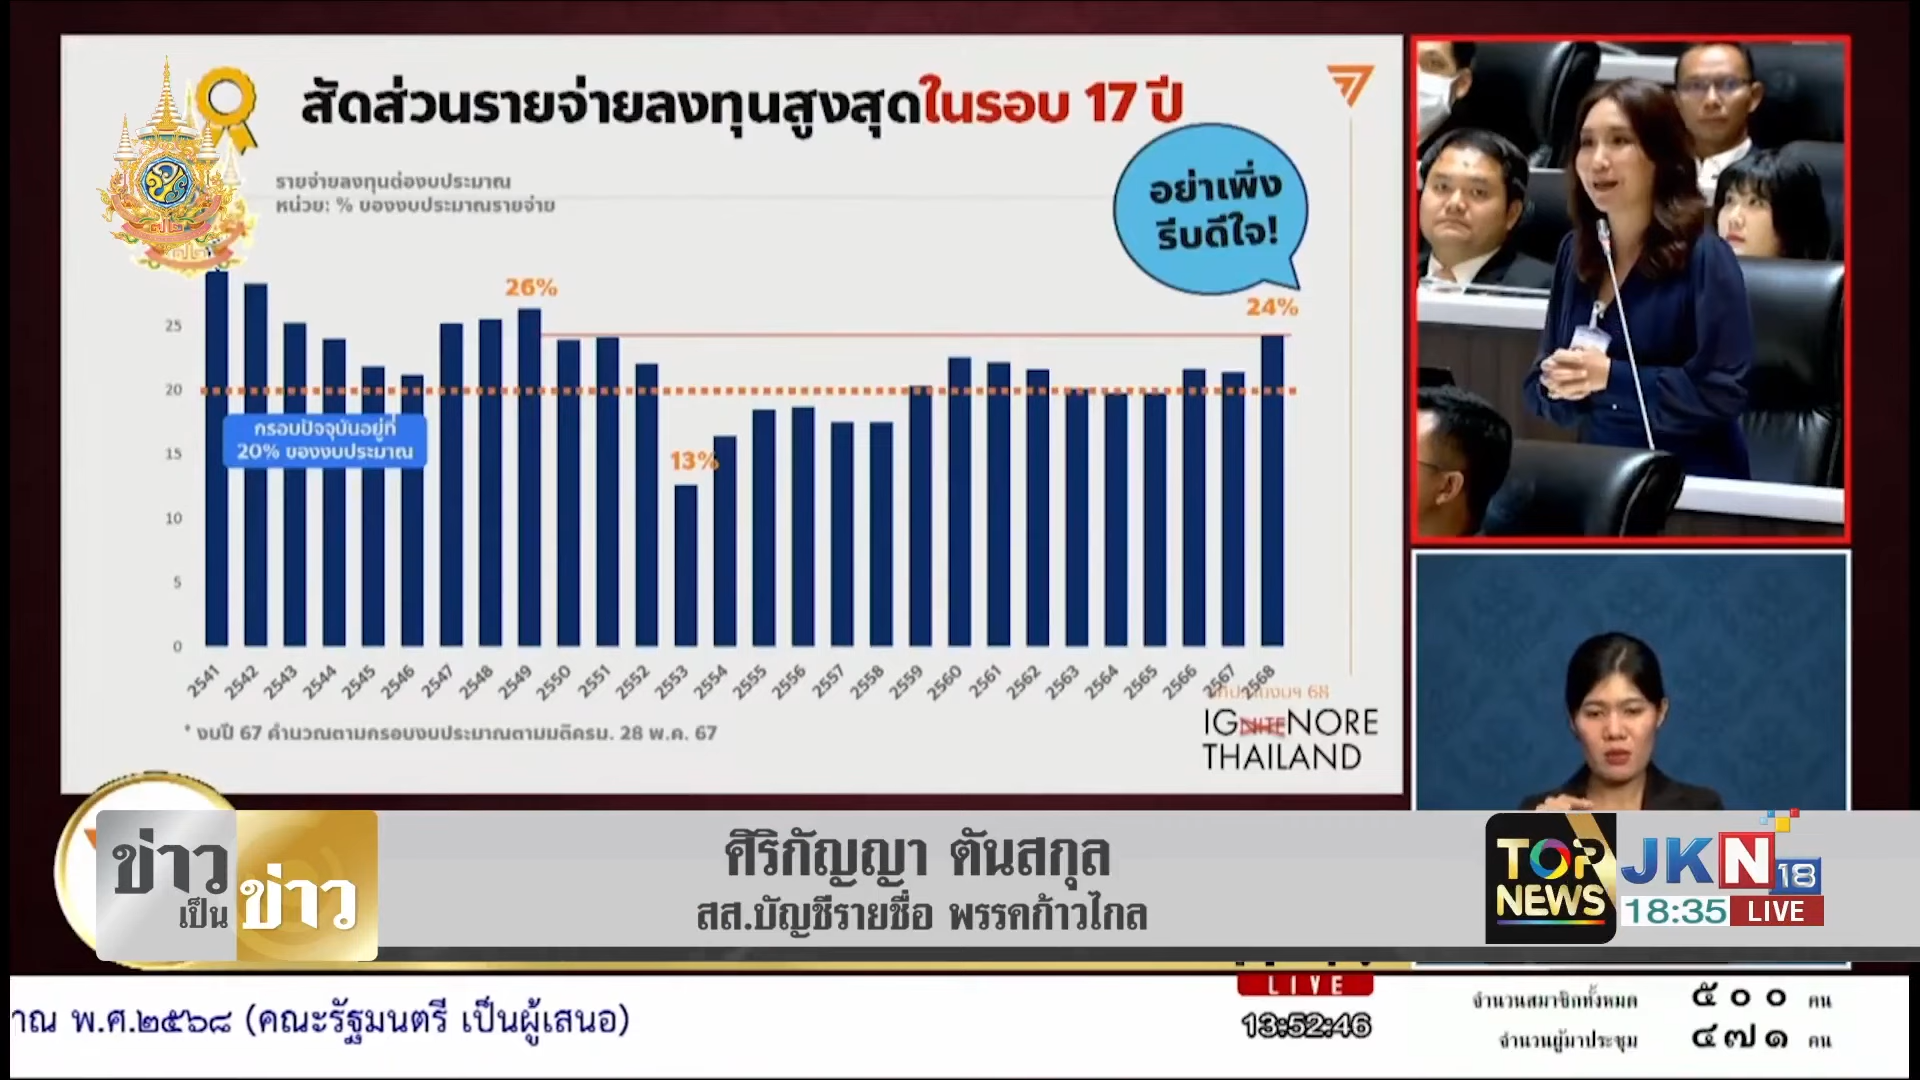 สัดส่วนรายจ่ายลงทุนสูงสุดในรอบ 17 ปี
รายจ่ายลงทุนต่องบประมาณ
หน่วย: % ของงบประมาณรายจ่าย
อย่าเพิ่ง
รีบดีใจ!
26%
24%
25
20
กรอบปัจจุบันอยู่ที่
20% ของงบประมาณ
15
13%
10
5
0
2541 2542 2543 2544 2545 2546 2547 2548 2549 2550 2551 2552 2553 2554 2555 2556 2557 2558 2559 2560 2561 2562 2563 2564 2565 2566 2567 2568
งบฯ 68
* งบปี 67 คำนวณตามกรอบงบประมาณตามมติครม. 28 พ.ค. 67
IGNITENORE
THAILAND
ข่าว
เป็น
ข่าว
ศิริกัญญา ตันสกุล
สส.บัญชีรายชื่อ พรรคก้าวไกล
TOP
NEWS
JKN18
18:35 LIVE
พ.ศ.๒๕๖๘ (คณะรัฐมนตรี เป็นผู้เสนอ)
LIVE
13:52:46
จำนวนสมาชิกทั้งหมด ๕๐๐ คน
จำนวนผู้มาประชุม ๔๗๑ คน